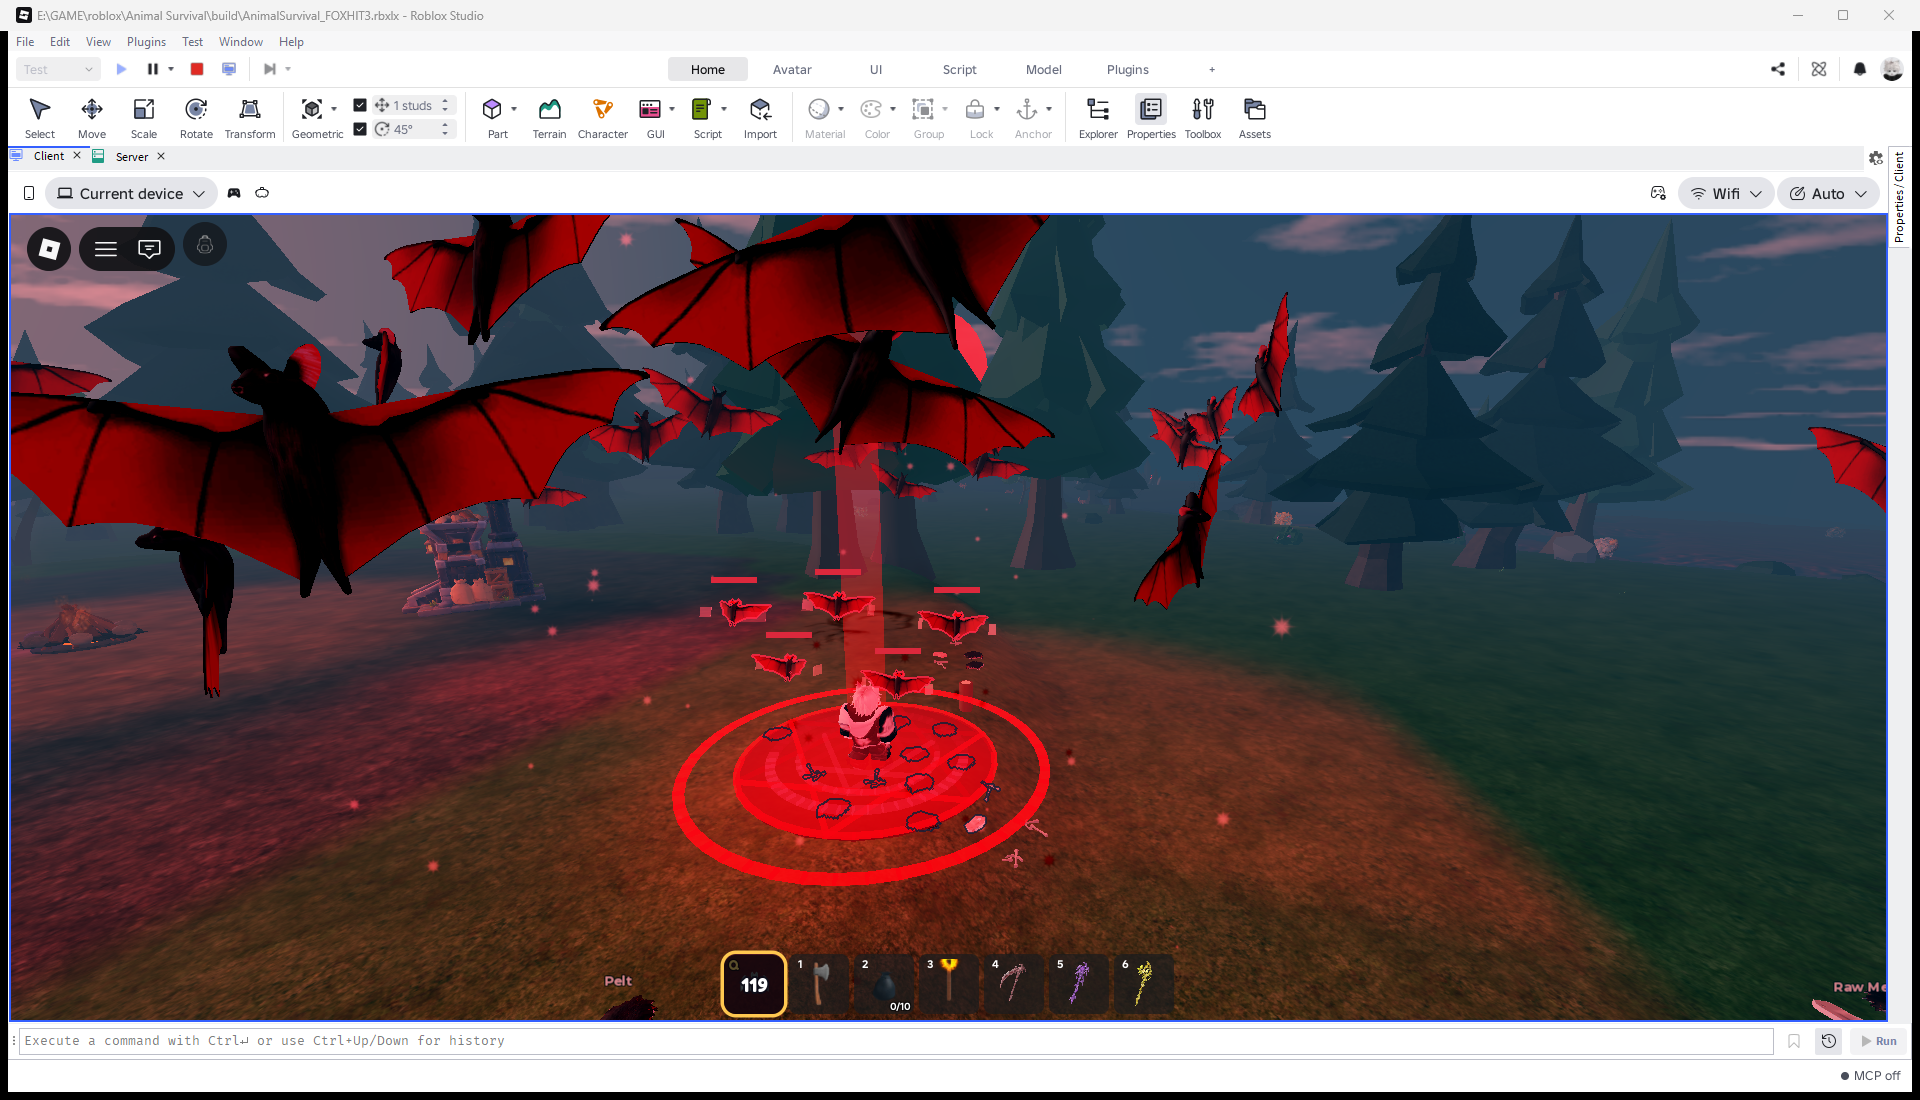 E:\GAME\roblox\Animal Survival\build\AnimalSurvival_FOXHIT3.rbxlx - Roblox Studio
File Edit View Plugins Test Window Help
Test
Home Avatar UI Script Model Plugins +
1 studs
45°
Select Move Scale Rotate Transform Geometric Part Terrain Character GUI Script Import Material Color Group Lock Anchor Explorer Properties Toolbox Assets
Client Server
Properties / Client
Current device Wifi Auto
Pelt
Q 119 1 2 0/10 3 4 5 6
Raw Me
Execute a command with Ctrl↵ or use Ctrl+Up/Down for history
Run
MCP off